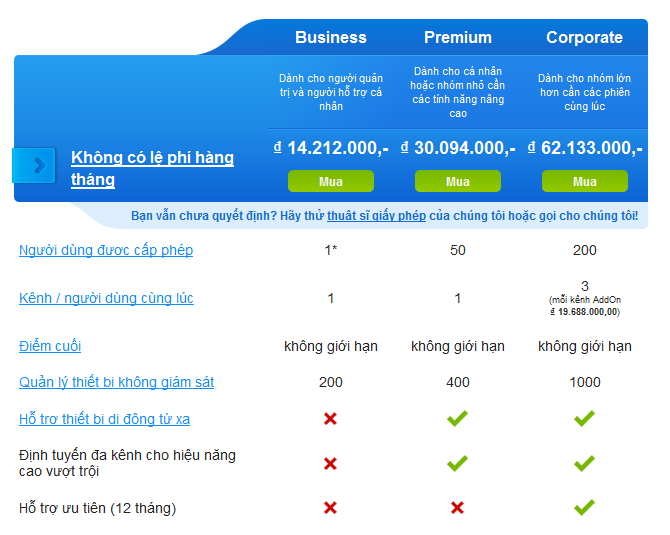 Business Premium Corporate
Dành cho người quản trị và người hỗ trợ cá nhân
Dành cho cá nhân hoặc nhóm nhỏ cần các tính năng nâng cao
Dành cho nhóm lớn hơn cần các phiên cùng lúc
Không có lệ phí hàng tháng
₫ 14.212.000,- ₫ 30.094.000,- ₫ 62.133.000,-
Mua Mua Mua
Bạn vẫn chưa quyết định? Hãy thử thuật sĩ giấy phép của chúng tôi hoặc gọi cho chúng tôi!
Người dùng được cấp phép 1* 50 200
Kênh / người dùng cùng lúc 1 1 3
(mỗi kênh AddOn
₫ 19.688.000,00)
Điểm cuối không giới hạn không giới hạn không giới hạn
Quản lý thiết bị không giám sát 200 400 1000
Hỗ trợ thiết bị di động từ xa
Định tuyến đa kênh cho hiệu năng
cao vượt trội
Hỗ trợ ưu tiên (12 tháng)